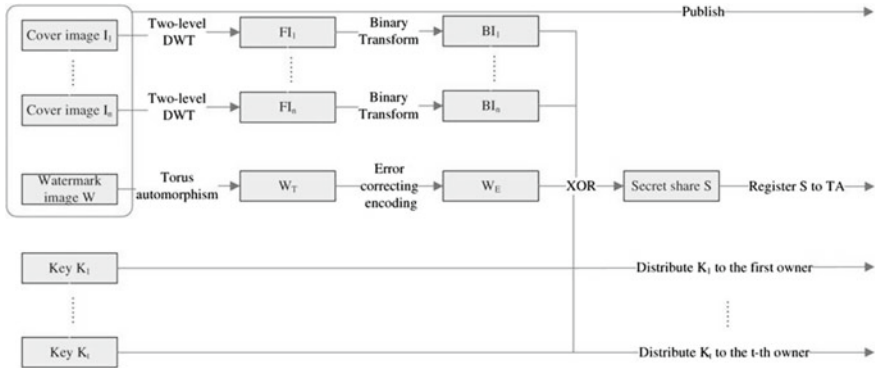 Publish
Cover image I₁
Two-level
DWT
FI₁
Binary
Transform
BI₁
Cover image Iₙ
Two-level
DWT
FIₙ
Binary
Transform
BIₙ
Watermark
image W
Torus
automorphism
W_T
Error
correcting
encoding
W_E
XOR
Secret share S
Register S to TA
Key K₁
Distribute K₁ to the first owner
Key Kₜ
Distribute Kₜ to the t-th owner